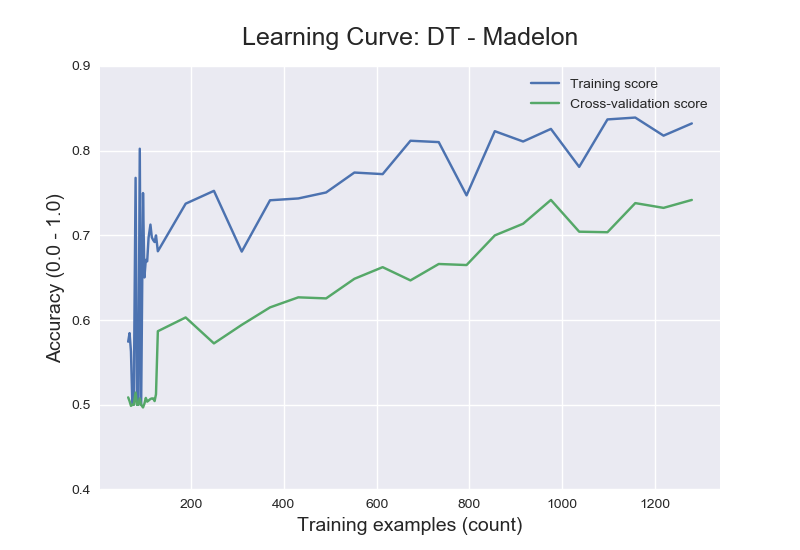 Learning Curve: DT - Madelon
Training score
Cross-validation score
Accuracy (0.0 - 1.0)
0.9
0.8
0.7
0.6
0.5
0.4
200 400 600 800 1000 1200
Training examples (count)